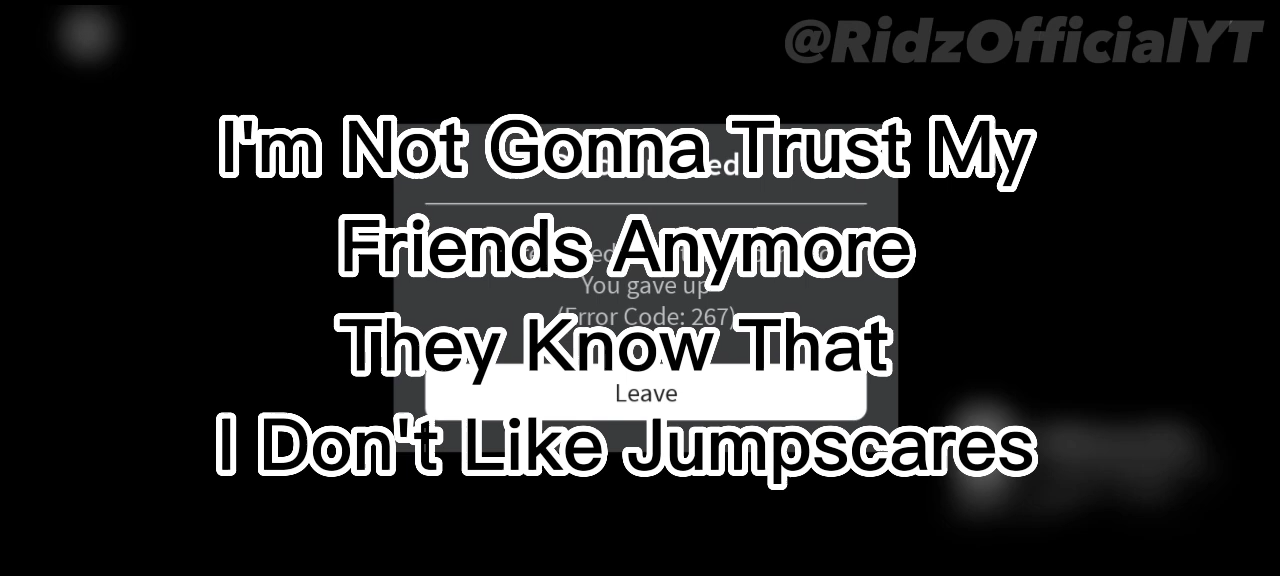 @RidzOfficialYT
I'm Not Gonna Trust My
Friends Anymore
They Know That
I Don't Like Jumpscares
You gave up
(Error Code: 267)
Leave